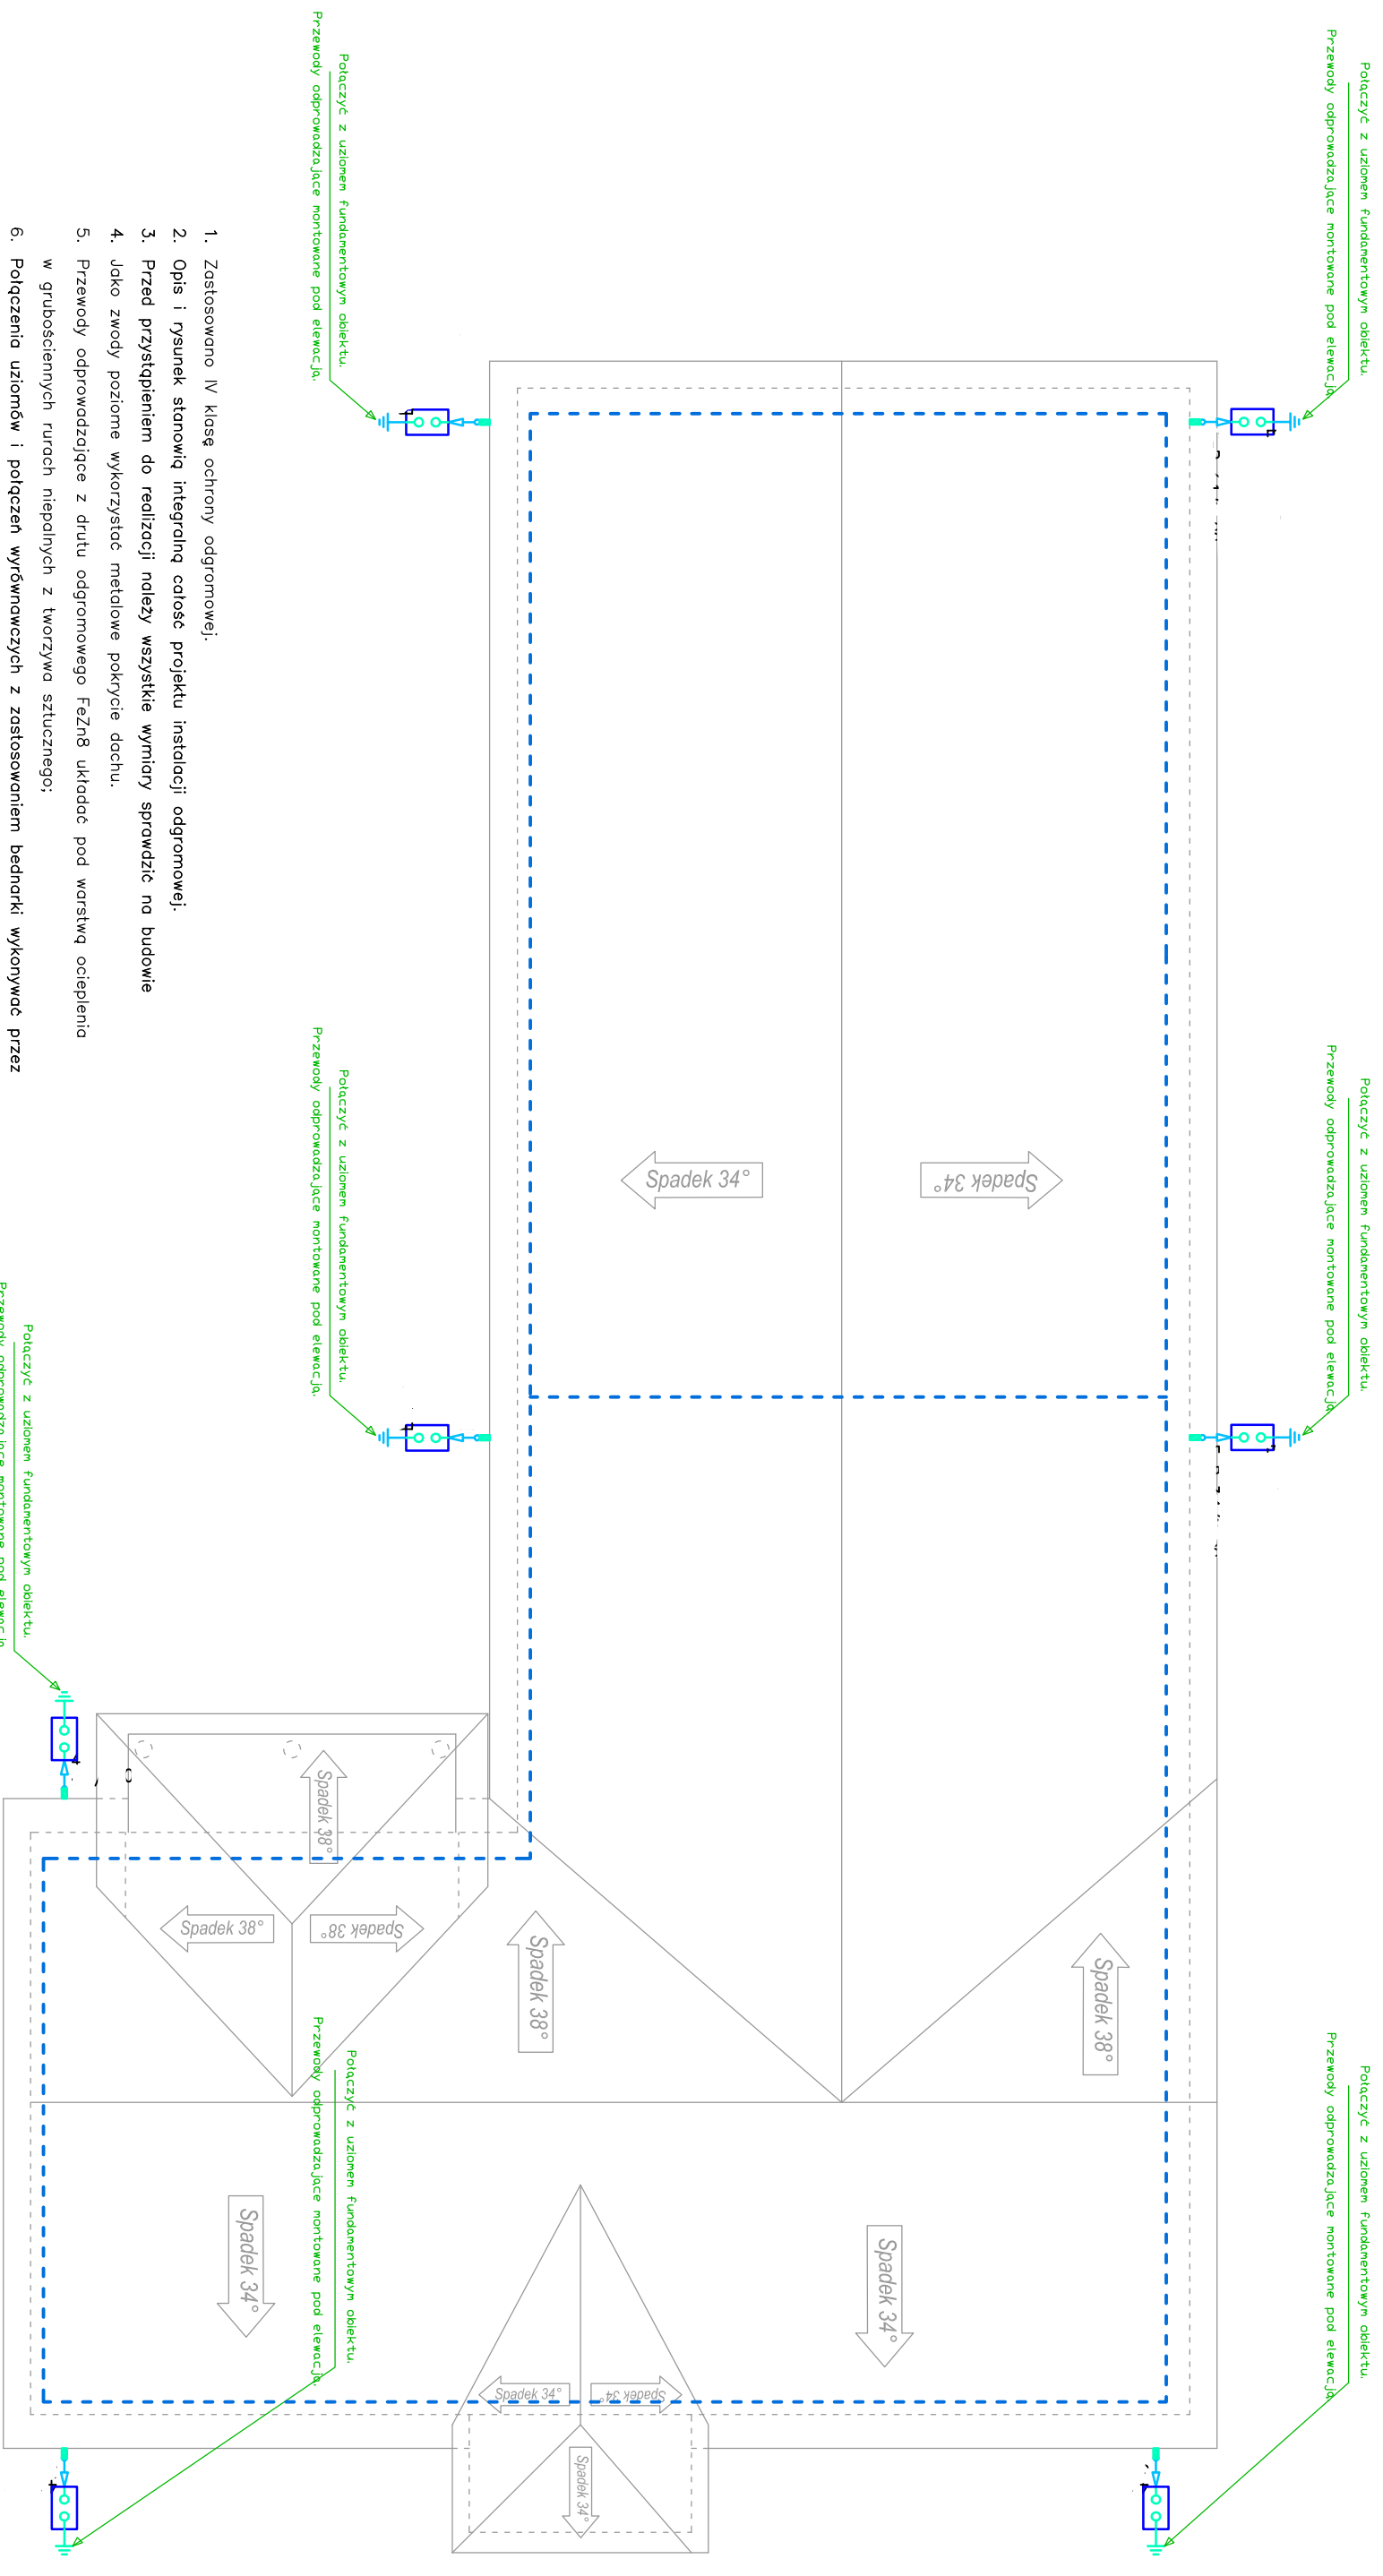 Połączyć z uziomem fundamentowym obiektu.
Przewody odprowadzające montowane pod elewacją.
Połączyć z uziomem fundamentowym obiektu.
Przewody odprowadzające montowane pod elewacją.
Połączyć z uziomem fundamentowym obiektu.
Przewody odprowadzające montowane pod elewacją.
Połączyć z uziomem fundamentowym obiektu.
Przewody odprowadzające montowane pod elewacją.
Połączyć z uziomem fundamentowym obiektu.
Przewody odprowadzające montowane pod elewacją.
Połączyć z uziomem fundamentowym obiektu.
Przewody odprowadzające montowane pod elewacją.
Połączyć z uziomem fundamentowym obiektu.
Przewody odprowadzające montowane pod elewacją.
Spadek 34°
Spadek 34°
Spadek 38°
Spadek 38°
Spadek 38°
Spadek 38°
Spadek 38°
Spadek 34°
Spadek 34°
Spadek 34°
Spadek 34°
Spadek 34°
1. Zastosowano IV klasę ochrony odgromowej.
2. Opis i rysunek stanowią integralną całość projektu instalacji odgromowej.
3. Przed przystąpieniem do realizacji należy wszystkie wymiary sprawdzić na budowie
4. Jako zwody poziome wykorzystać metalowe pokrycie dachu.
5. Przewody odprowadzające z drutu odgromowego FeZn8 układać pod warstwą ocieplenia
w grubościennych rurach niepalnych z tworzywa sztucznego;
6. Połączenia uziomów i połączeń wyrównawczych z zastosowaniem bednarki wykonywać przez